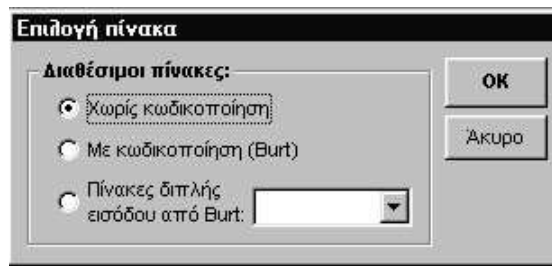 Επιλογή πίνακα
Διαθέσιμοι πίνακες:
Χωρίς κωδικοποίηση
Με κωδικοποίηση (Burt)
Πίνακες διπλής
εισόδου από Burt:
OK
Άκυρο